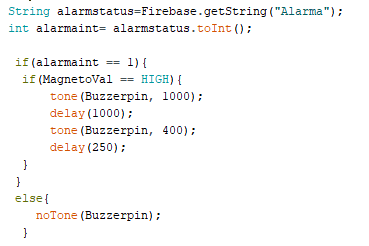 String alarmstatus=Firebase.getString("Alarma");
int alarmaint= alarmstatus.toInt();
if(alarmaint == 1){
if(MagnetoVal == HIGH){
tone(Buzzerpin, 1000);
delay(1000);
tone(Buzzerpin, 400);
delay(250);
}
}
else{
noTone(Buzzerpin);
}